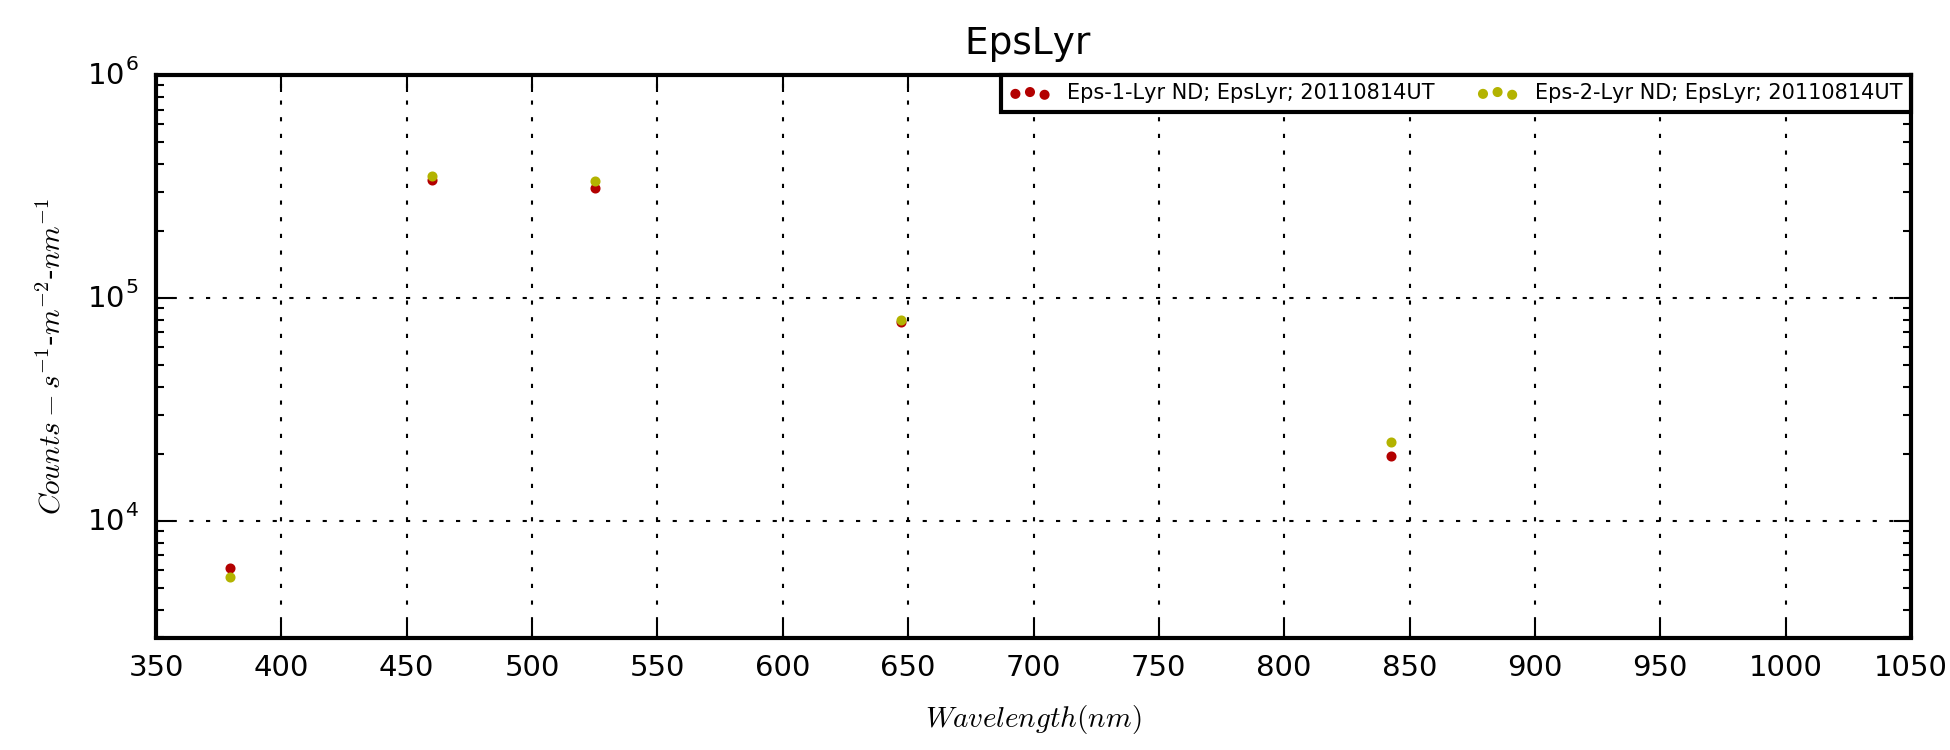 EpsLyr
Eps-1-Lyr ND; EpsLyr; 20110814UT
Eps-2-Lyr ND; EpsLyr; 20110814UT
10^6
10^5
10^4
Counts − s^−1-m^−2-nm^−1
350 400 450 500 550 600 650 700 750 800 850 900 950 1000 1050
Wavelength(nm)